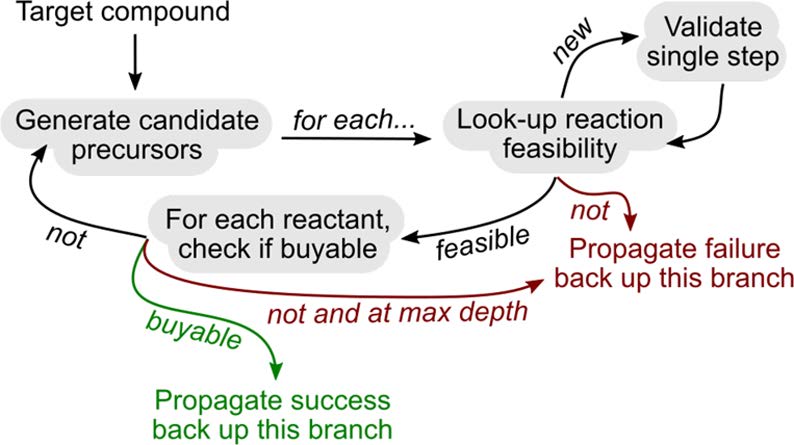 Target compound
Generate candidate
precursors
for each...
Look-up reaction
feasibility
new
Validate
single step
not
Propagate failure
back up this branch
feasible
For each reactant,
check if buyable
not
not and at max depth
buyable
Propagate success
back up this branch